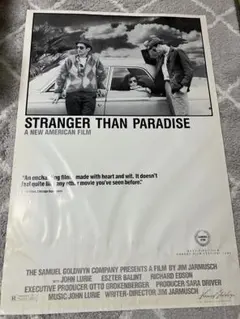 STRANGER THAN PARADISE
A NEW AMERICAN FILM
"An enchanting film made with heart and wit. It doesn't
feel quite like any other movie you've seen before."
THE SAMUEL GOLDWYN COMPANY PRESENTS A FILM BY JIM JARMUSCH
WITH JOHN LURIE ESZTER BALINT RICHARD EDSON
EXECUTIVE PRODUCER: OTTO GROKENBERGER PRODUCER: SARA DRIVER
MUSIC: JOHN LURIE WRITER-DIRECTOR JIM JARMUSCH
R